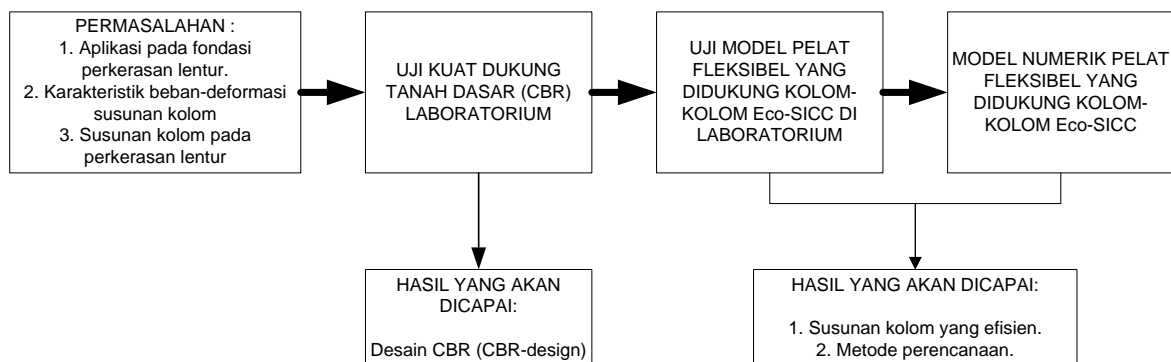 PERMASALAHAN :
1. Aplikasi pada fondasi
perkerasan lentur.
2. Karakteristik beban-deformasi
susunan kolom
3. Susunan kolom pada
perkerasan lentur
UJI KUAT DUKUNG
TANAH DASAR (CBR)
LABORATORIUM
UJI MODEL PELAT
FLEKSIBEL YANG
DIDUKUNG KOLOM-
KOLOM Eco-SICC DI
LABORATORIUM
MODEL NUMERIK PELAT
FLEKSIBEL YANG
DIDUKUNG KOLOM-
KOLOM Eco-SICC
HASIL YANG AKAN
DICAPAI:
Desain CBR (CBR-design)
HASIL YANG AKAN DICAPAI:
1. Susunan kolom yang efisien.
2. Metode perencanaan.